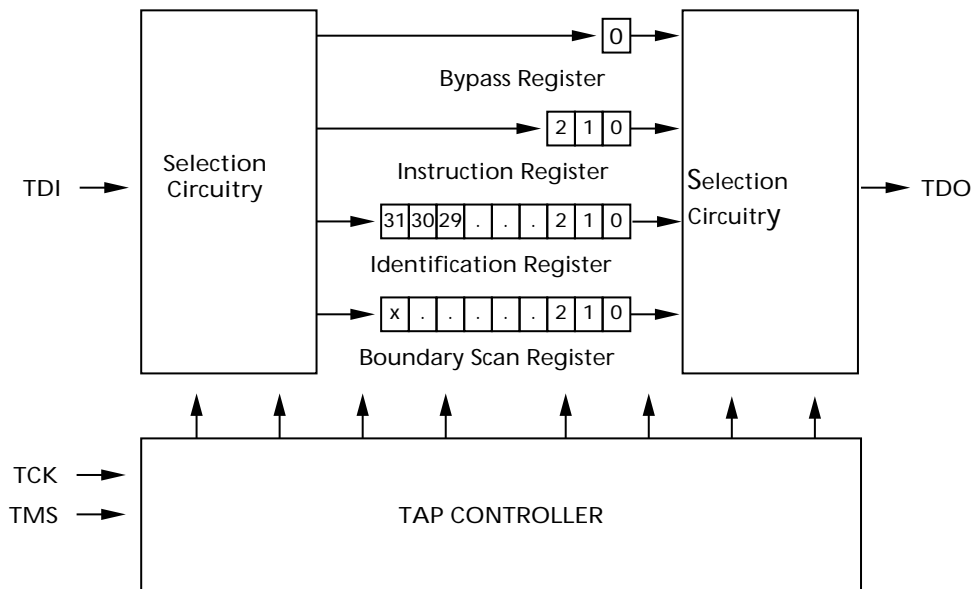 0
Bypass Register
2 1 0
Selection
Circuitry
Instruction Register
Selection
Circuitry
TDI
TDO
31 30 29 . . . 2 1 0
Identification Register
x . . . . . 2 1 0
Boundary Scan Register
TCK
TMS
TAP CONTROLLER